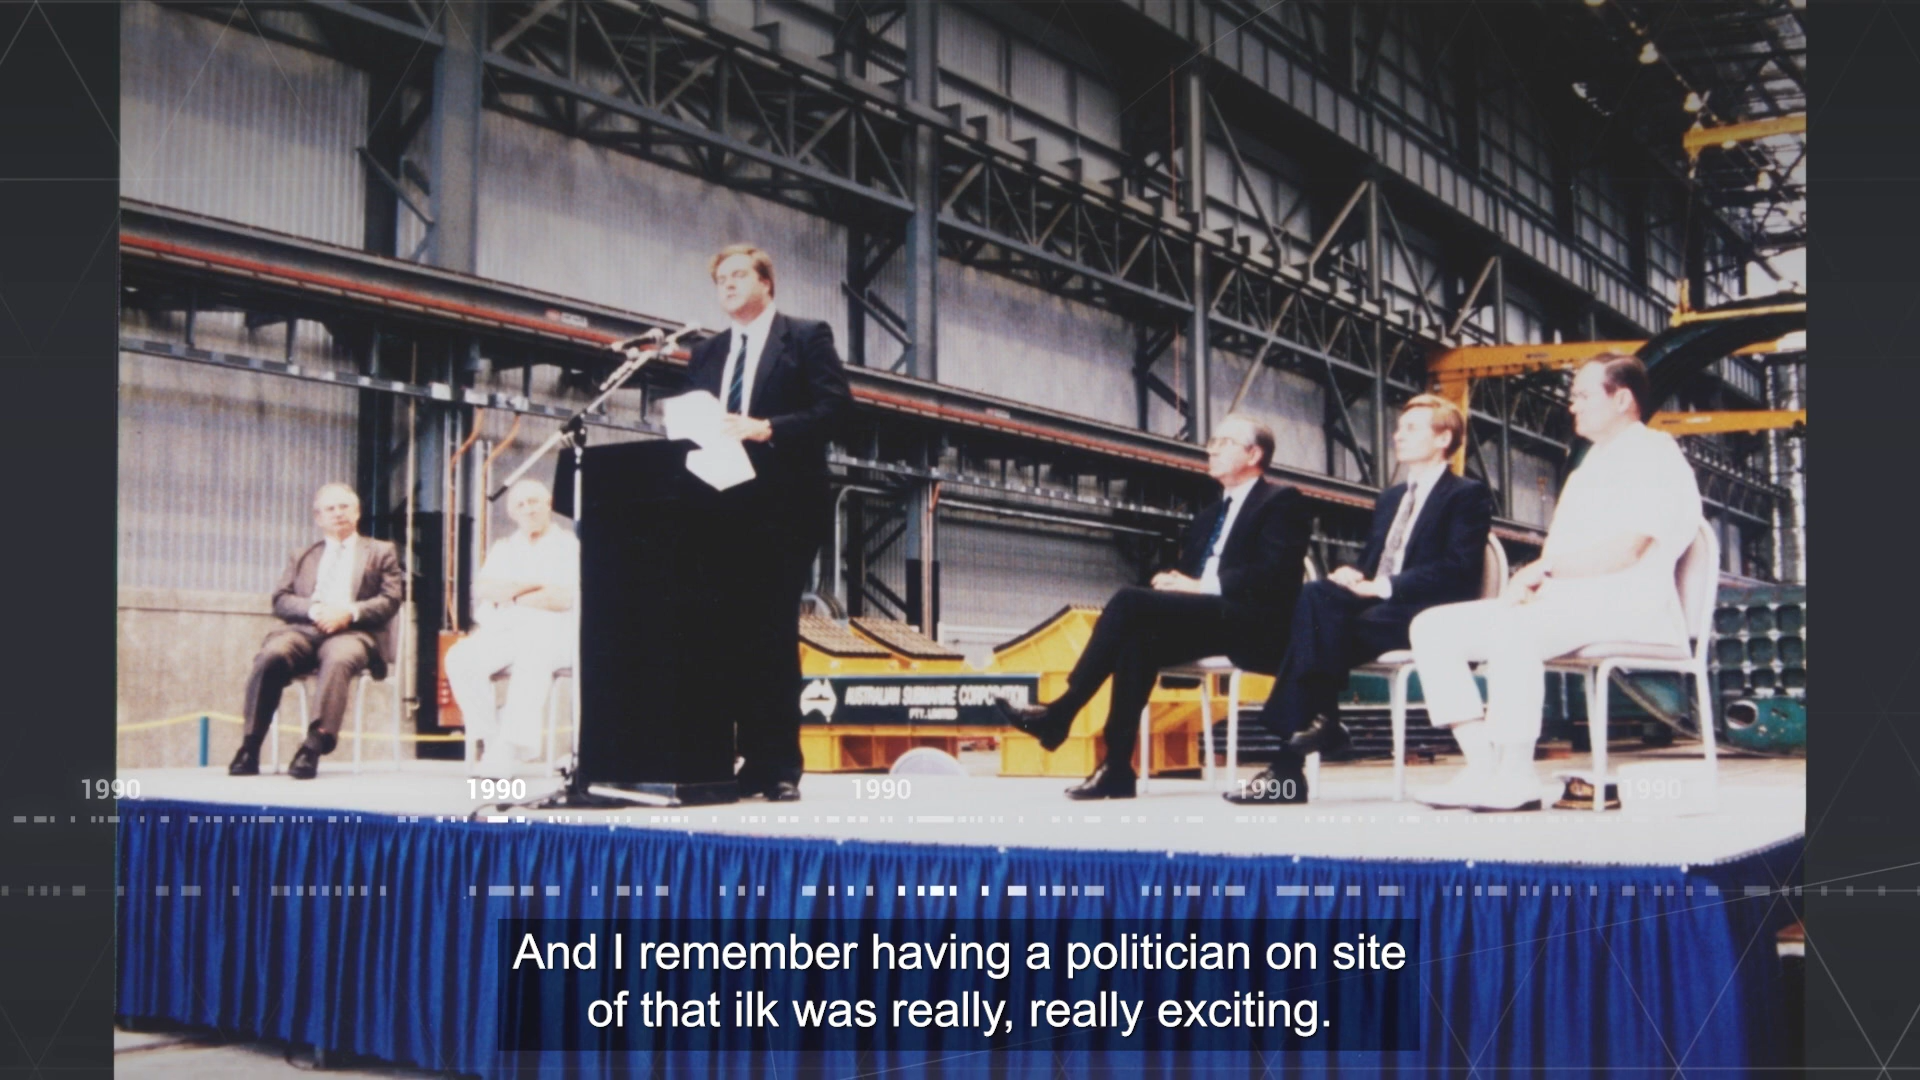 AUSTRALIAN SUBMARINE CORPORATION
PTY. LIMITED
1990 1990 1990 1990 1990
And I remember having a politician on site
of that ilk was really, really exciting.